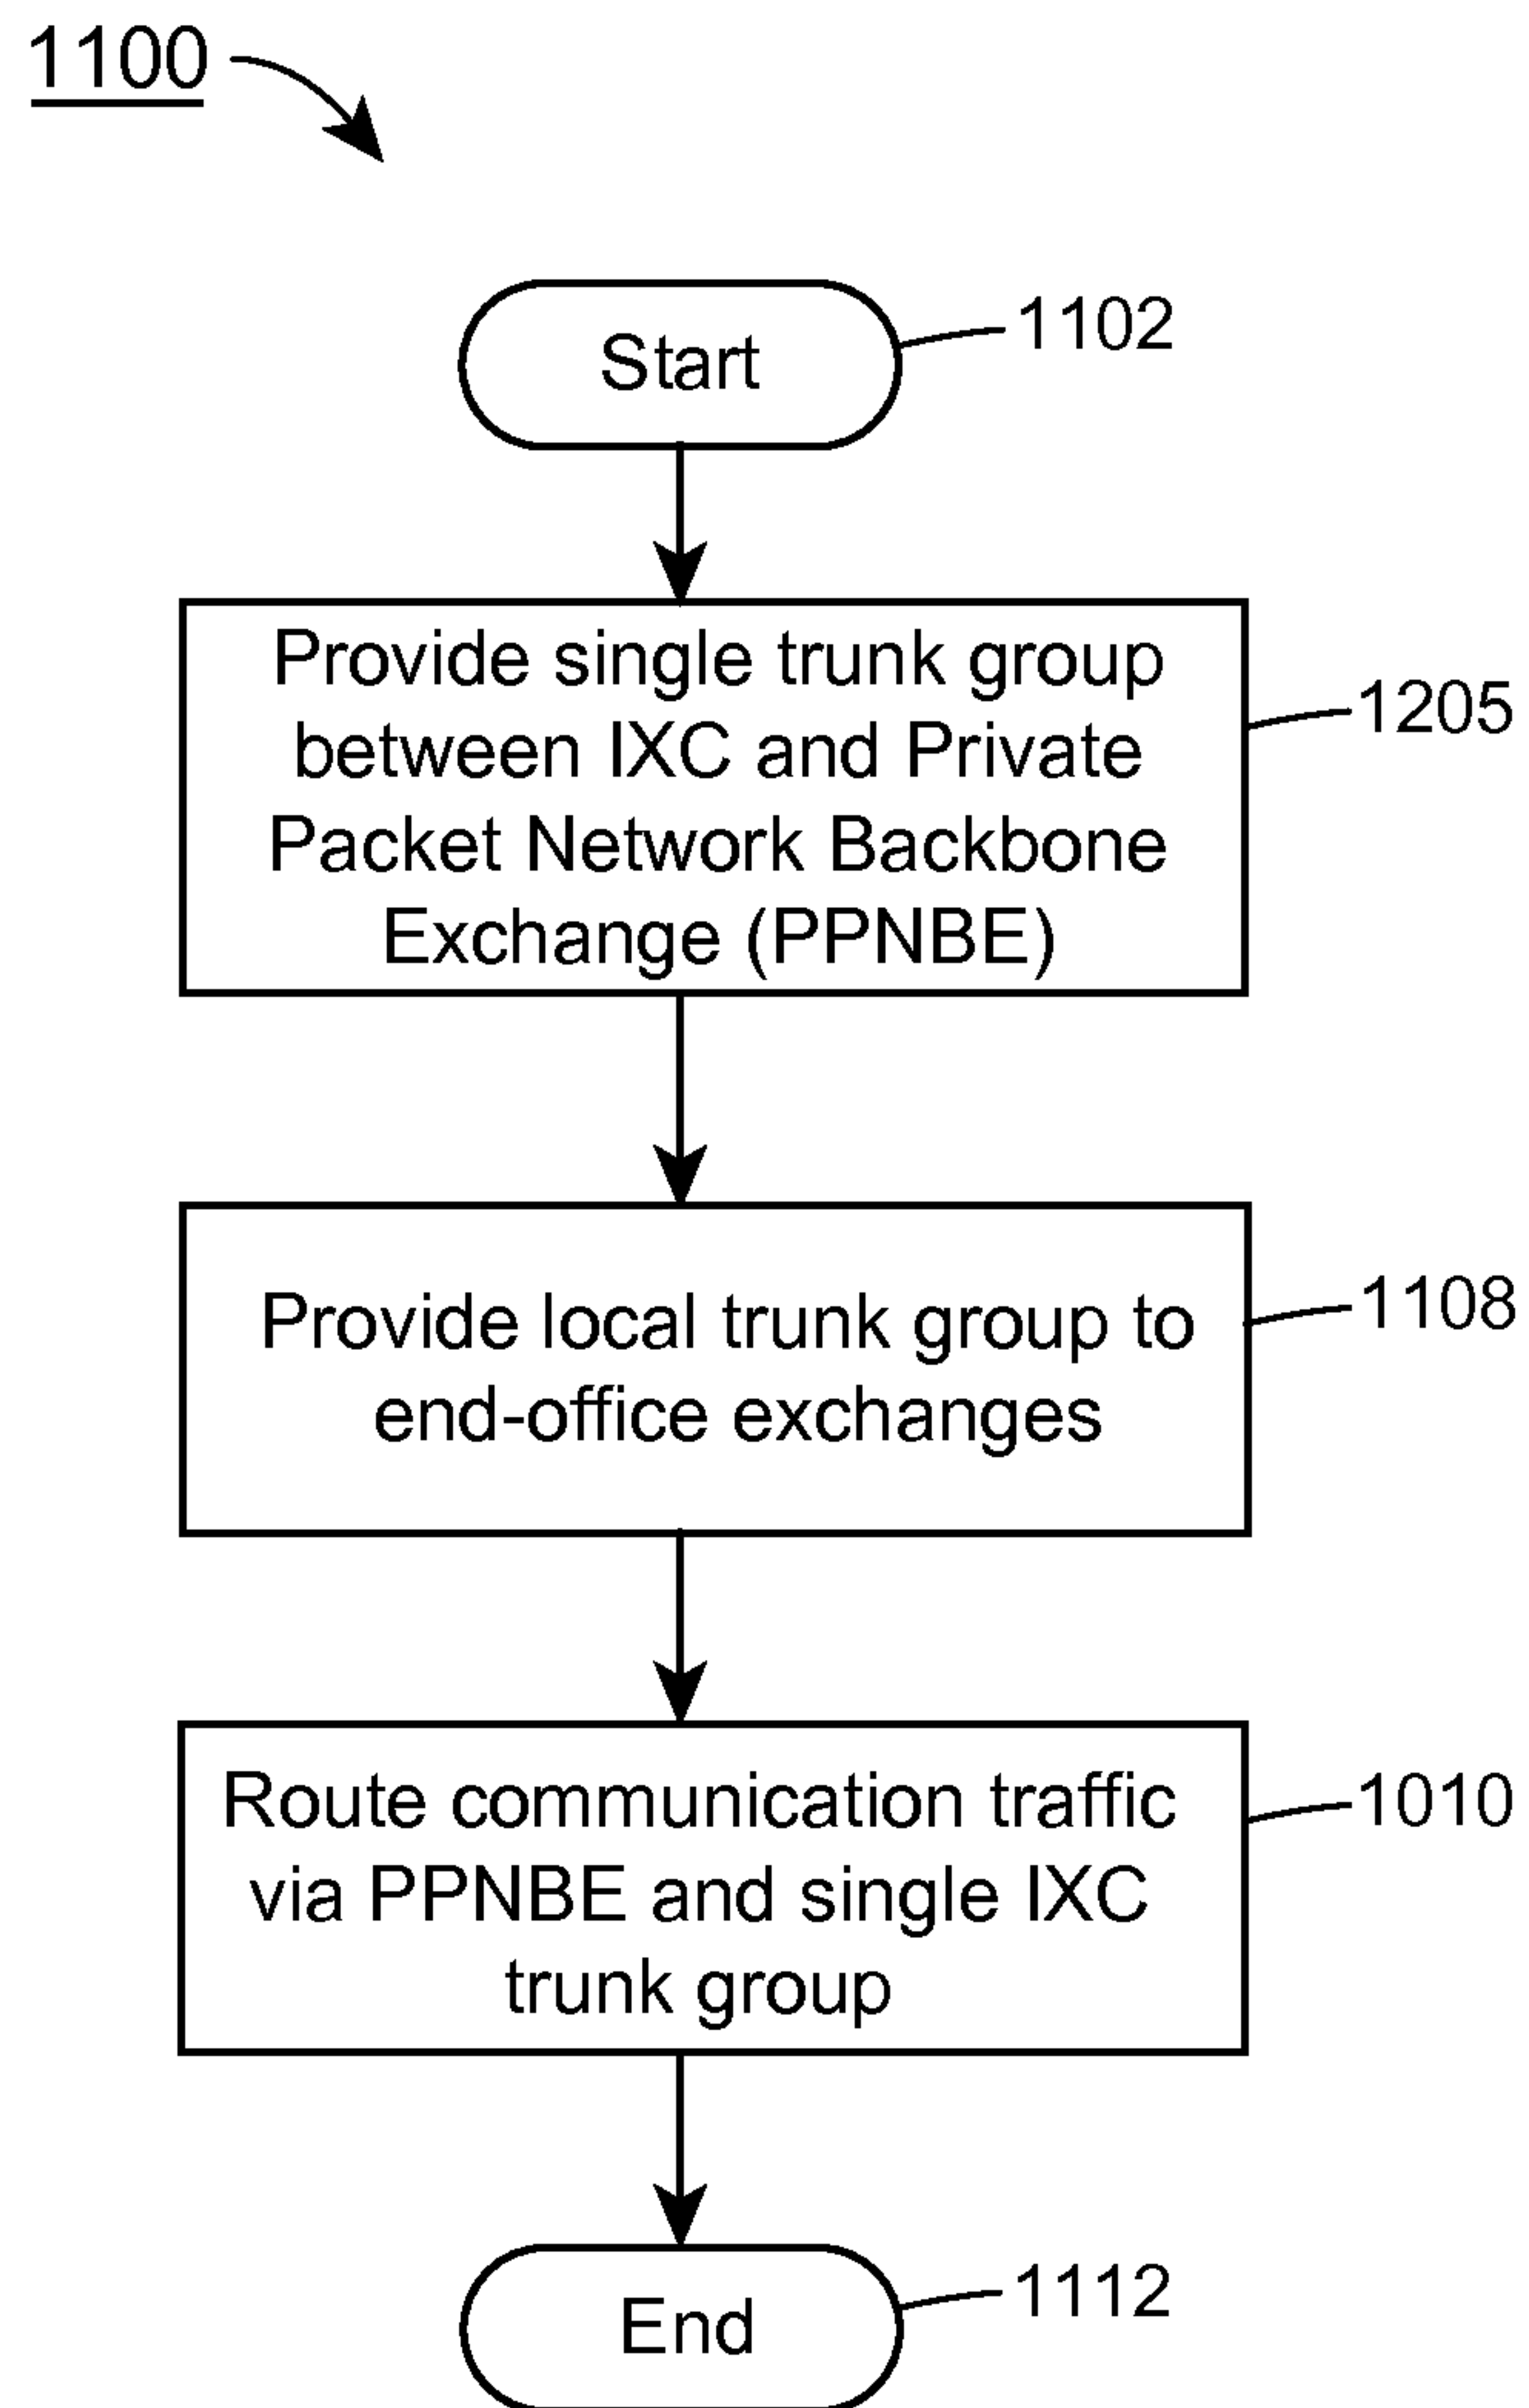 1100
Start
1102
Provide single trunk group
between IXC and Private
Packet Network Backbone
Exchange (PPNBE)
1205
Provide local trunk group to
end-office exchanges
1108
Route communication traffic
via PPNBE and single IXC
trunk group
1010
End
1112